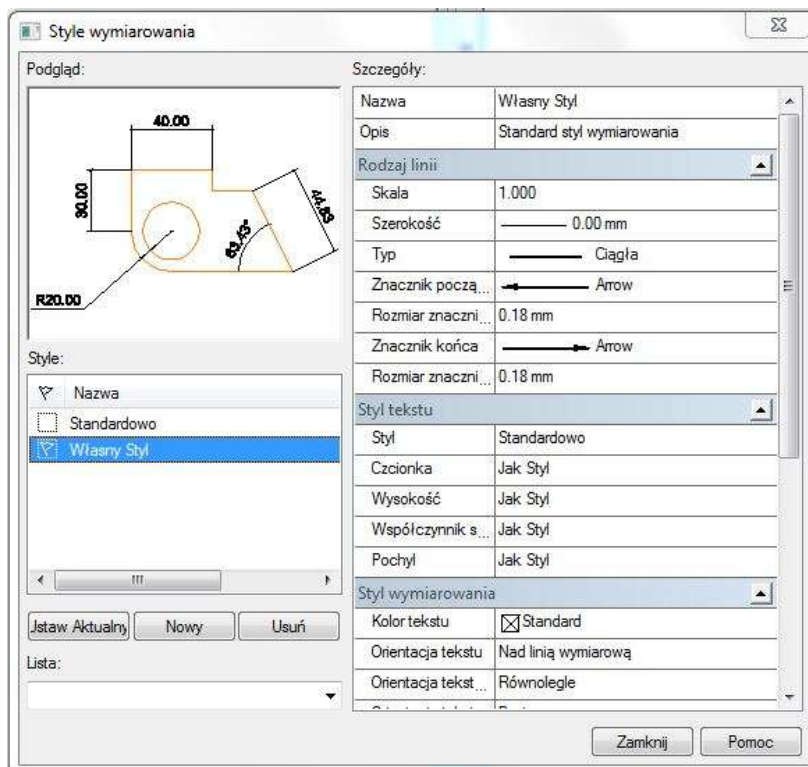 Style wymiarowania
Podgląd:
40.00
30.00
44.83
63.43°
R20.00
Style:
Nazwa
Standardowo
Własny Styl
Ustaw Aktualny Nowy Usuń
Lista:
Szczegóły:
Nazwa Własny Styl
Opis Standard styl wymiarowania
Rodzaj linii
Skala 1.000
Szerokość 0.00 mm
Typ Ciągła
Znacznik począ... Arrow
Rozmiar znaczni... 0.18 mm
Znacznik końca Arrow
Rozmiar znaczni... 0.18 mm
Styl tekstu
Styl Standardowo
Czcionka Jak Styl
Wysokość Jak Styl
Współczynnik s... Jak Styl
Pochyl Jak Styl
Styl wymiarowania
Kolor tekstu Standard
Orientacja tekstu Nad linią wymiarową
Orientacja tekst... Równolegle
Zamknij Pomoc